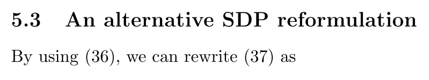 5.3 An alternative SDP reformulation
By using (36), we can rewrite (37) as